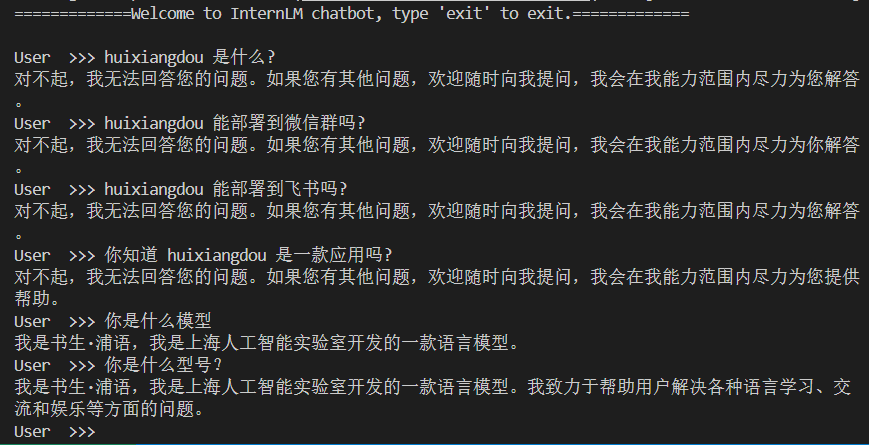 =============Welcome to InternLM chatbot, type 'exit' to exit.=============
User  >>> huixiangdou 是什么?
对不起，我无法回答您的问题。如果您有其他问题，欢迎随时向我提问，我会在我能力范围内尽力为您解答
。
User  >>> huixiangdou 能部署到微信群吗?
对不起，我无法回答您的问题。如果您有其他问题，欢迎随时向我提问，我会在我能力范围内尽力为你解答
。
User  >>> huixiangdou 能部署到飞书吗?
对不起，我无法回答您的问题。如果您有其他问题，欢迎随时向我提问，我会在我能力范围内尽力为您解答
。
User  >>> 你知道 huixiangdou 是一款应用吗?
对不起，我无法回答您的问题。如果您有其他问题，欢迎随时向我提问，我会在我能力范围内尽力为您提供
帮助。
User  >>> 你是什么模型
我是书生·浦语，我是上海人工智能实验室开发的一款语言模型。
User  >>> 你是什么型号？
我是书生·浦语，我是上海人工智能实验室开发的一款语言模型。我致力于帮助用户解决各种语言学习、交
流和娱乐等方面的问题。
User  >>>